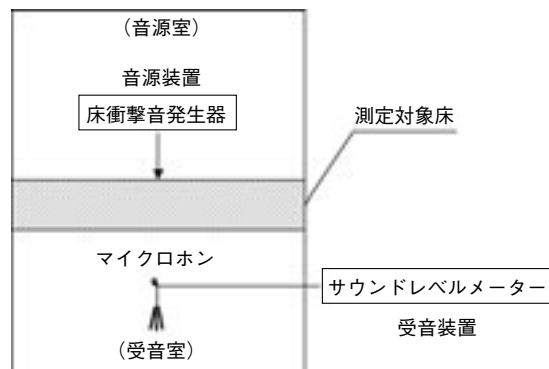 （音源室）
音源装置
床衝撃音発生器
測定対象床
マイクロホン
サウンドレベルメーター
受音装置
（受音室）